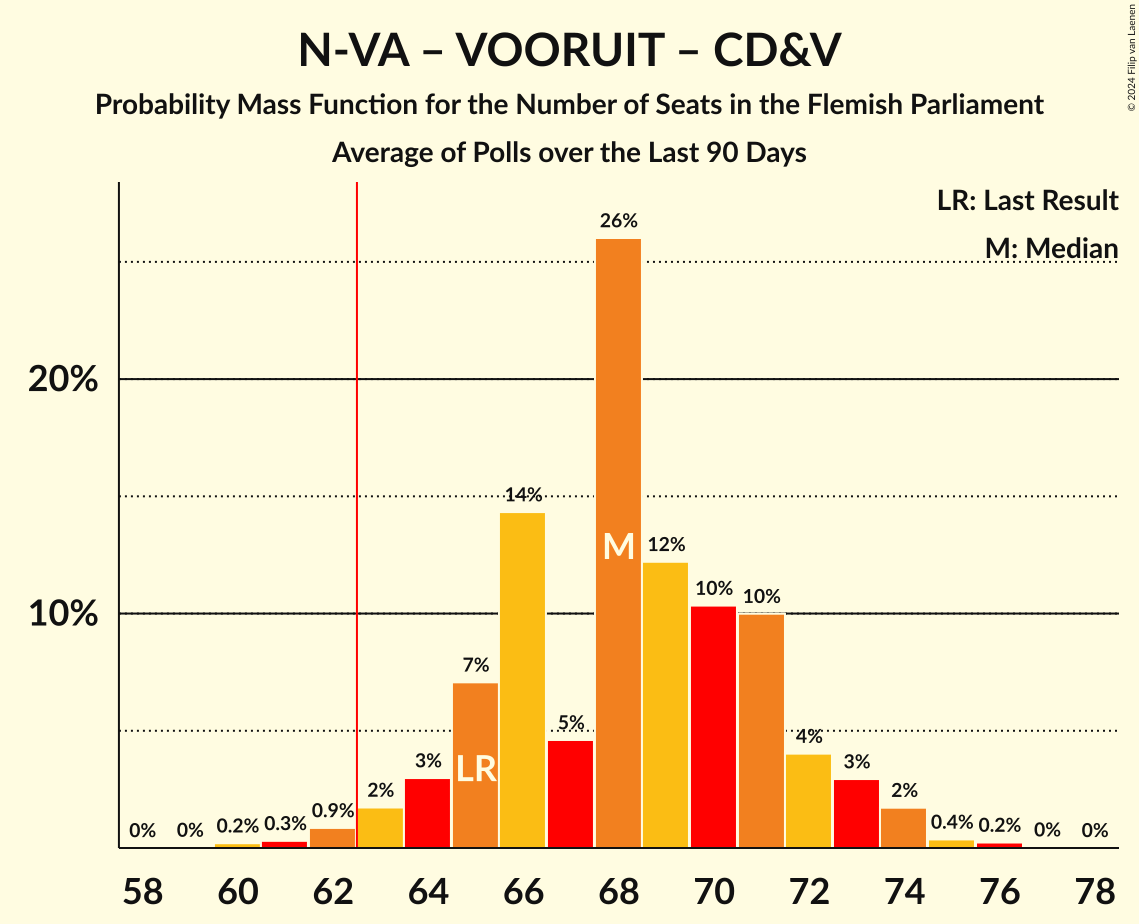 N-VA – VOORUIT – CD&V
Probability Mass Function for the Number of Seats in the Flemish Parliament
Average of Polls over the Last 90 Days
© 2024 Filip van Laenen
LR: Last Result
M: Median
20%
10%
0% 0% 0.2% 0.3% 0.9% 2% 3% 7% 14% 5% 26% 12% 10% 10% 4% 3% 2% 0.4% 0.2% 0% 0%
LR
M
58 60 62 64 66 68 70 72 74 76 78